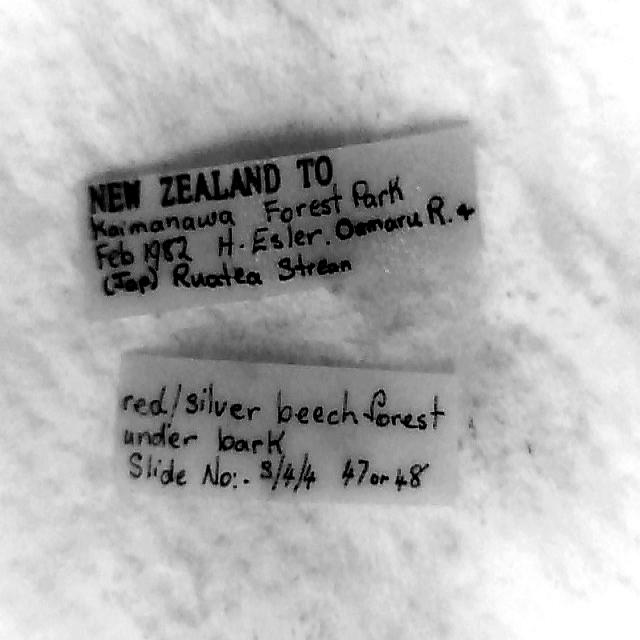 NEW ZEALAND TO
Kaimanawa Forest Park
Feb 1982 H. Esler. Oamaru R. +
(Jap) Ruatea Strean
red/silver beech forest
under bark
Slide No:. 3/4/4 47 or 48